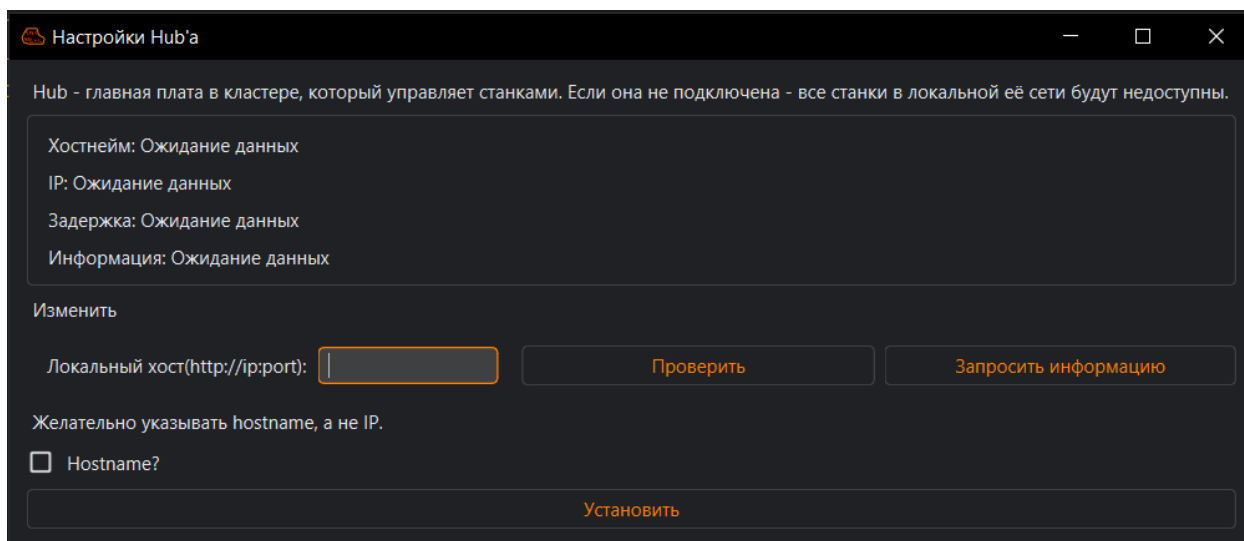 Настройки Hub'a
Hub - главная плата в кластере, который управляет станками. Если она не подключена - все станки в локальной её сети будут недоступны.
Хостнейм: Ожидание данных
IP: Ожидание данных
Задержка: Ожидание данных
Информация: Ожидание данных
Изменить
Локальный хост(http://ip:port): Проверить Запросить информацию
Желательно указывать hostname, а не IP.
Hostname?
Установить